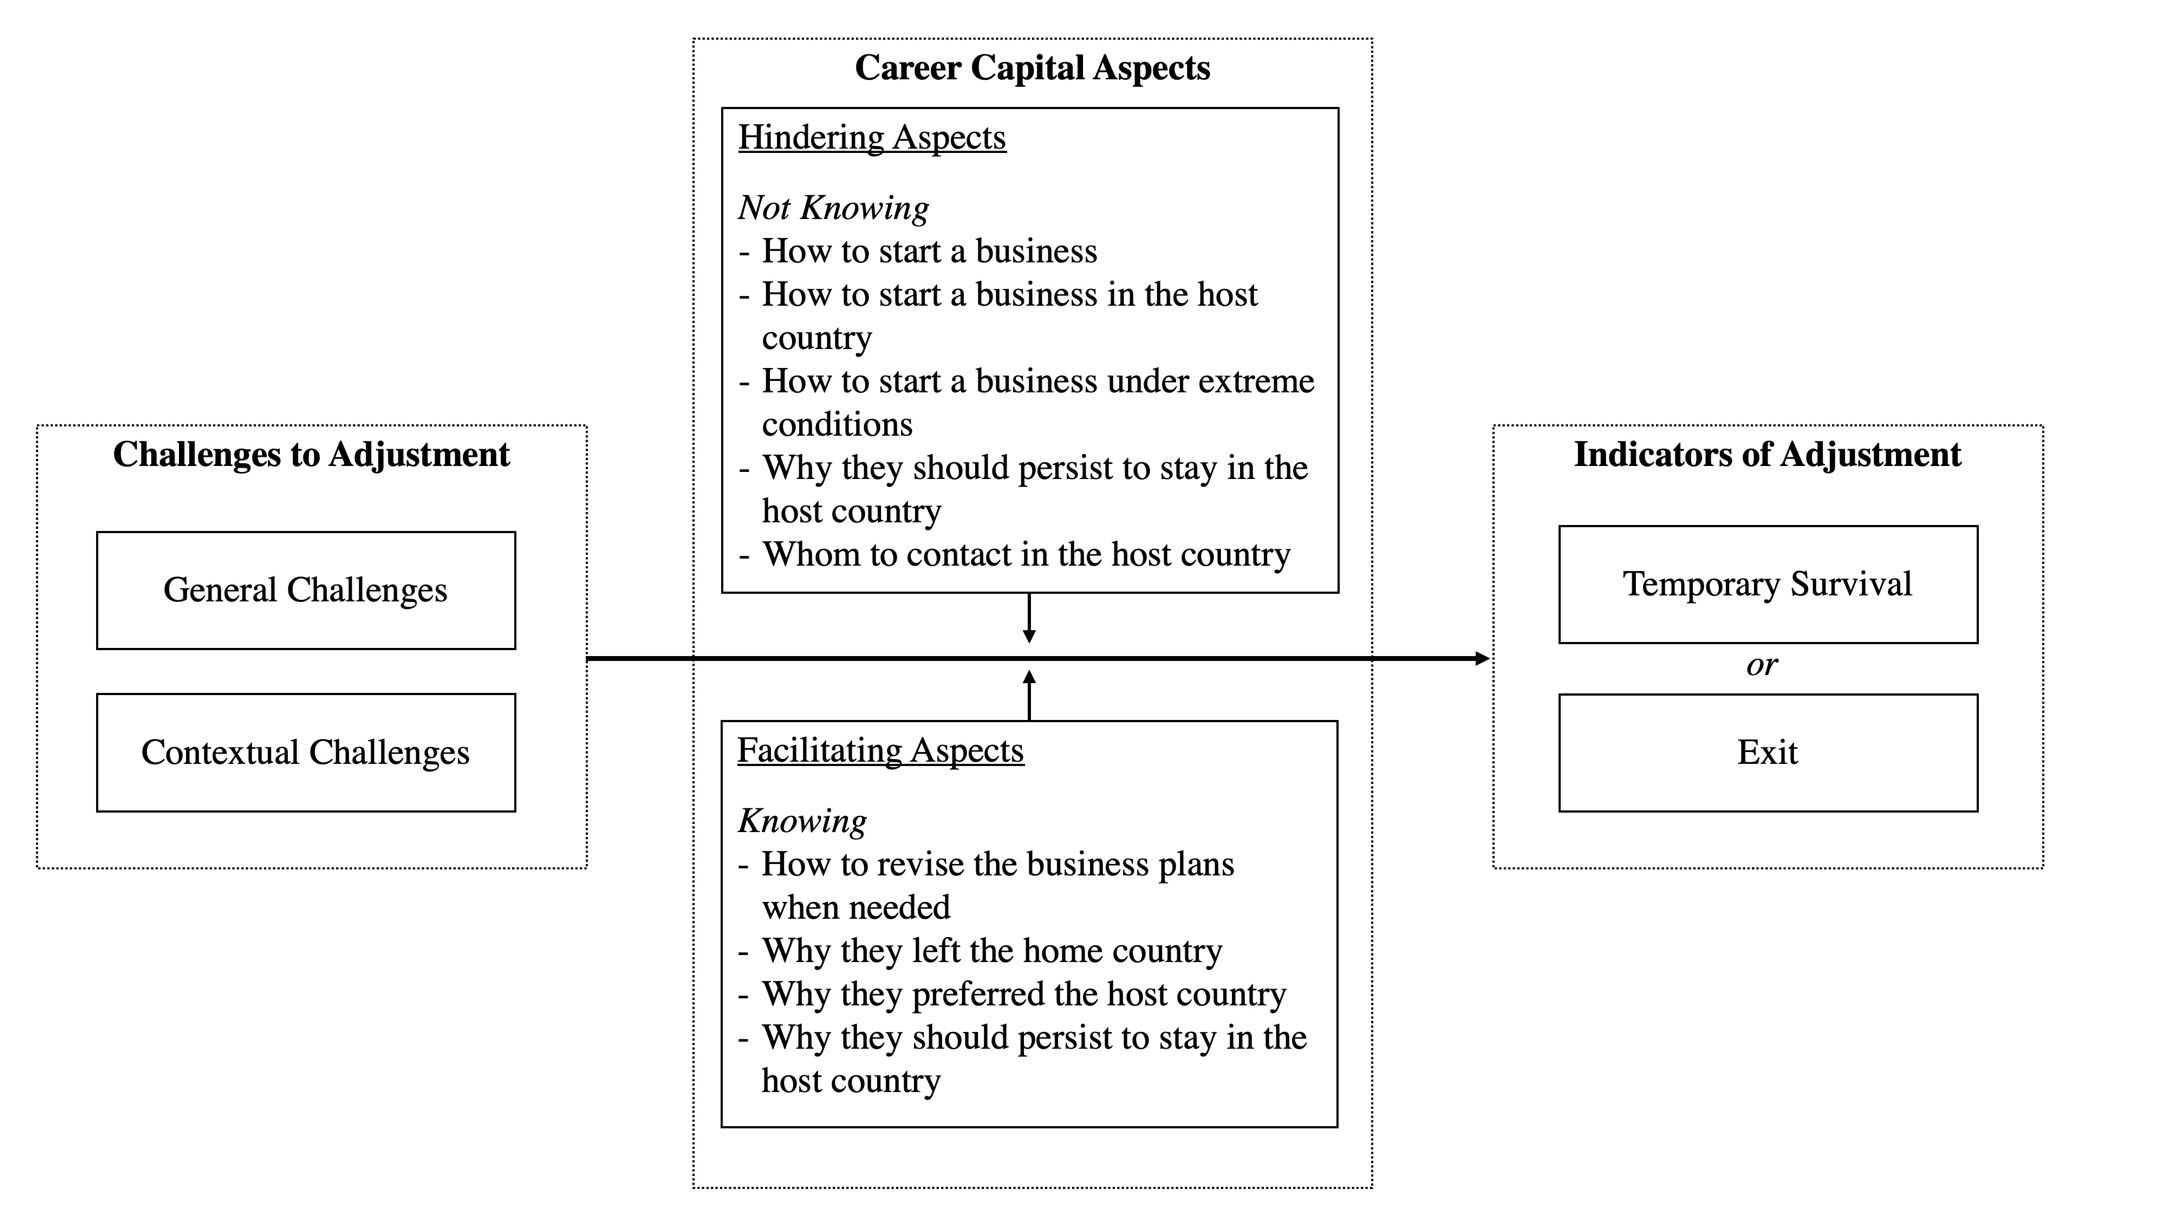 Career Capital Aspects
Hindering Aspects
Not Knowing
- How to start a business
- How to start a business in the host
country
- How to start a business under extreme
conditions
- Why they should persist to stay in the
host country
- Whom to contact in the host country
Challenges to Adjustment
General Challenges
Contextual Challenges
Facilitating Aspects
Knowing
- How to revise the business plans
when needed
- Why they left the home country
- Why they preferred the host country
- Why they should persist to stay in the
host country
Indicators of Adjustment
Temporary Survival
or
Exit